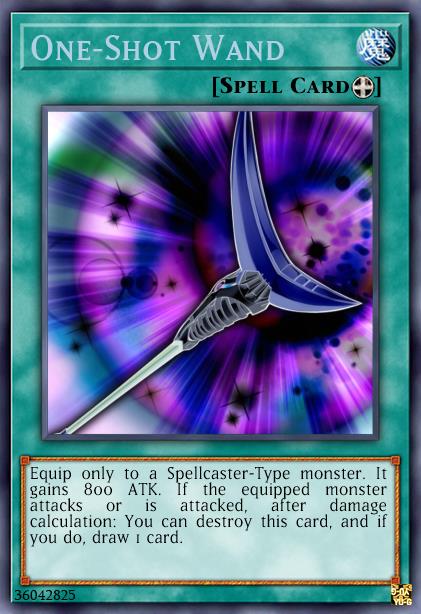 One-Shot Wand
魔
[Spell Card]
Equip only to a Spellcaster-Type monster. It
gains 800 ATK. If the equipped monster
attacks or is attacked, after damage
calculation: You can destroy this card, and if
you do, draw 1 card.
36042825